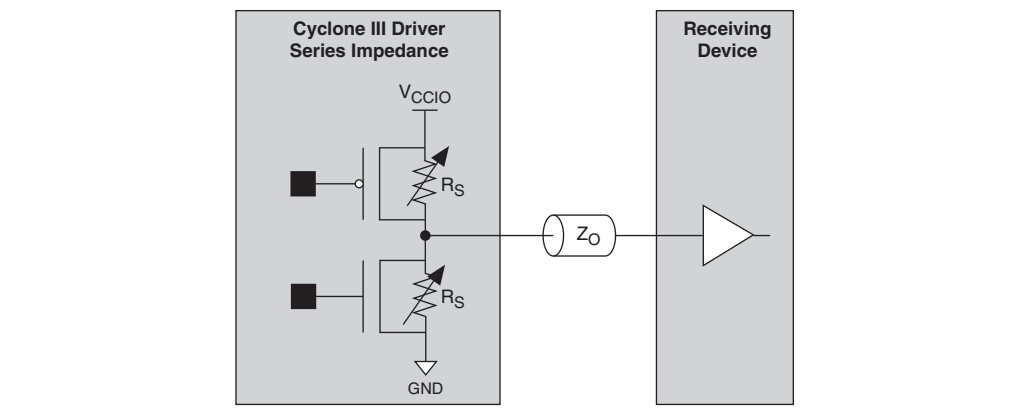 Cyclone III Driver
Series Impedance
Receiving
Device
VCCIO
RS
ZO
RS
GND